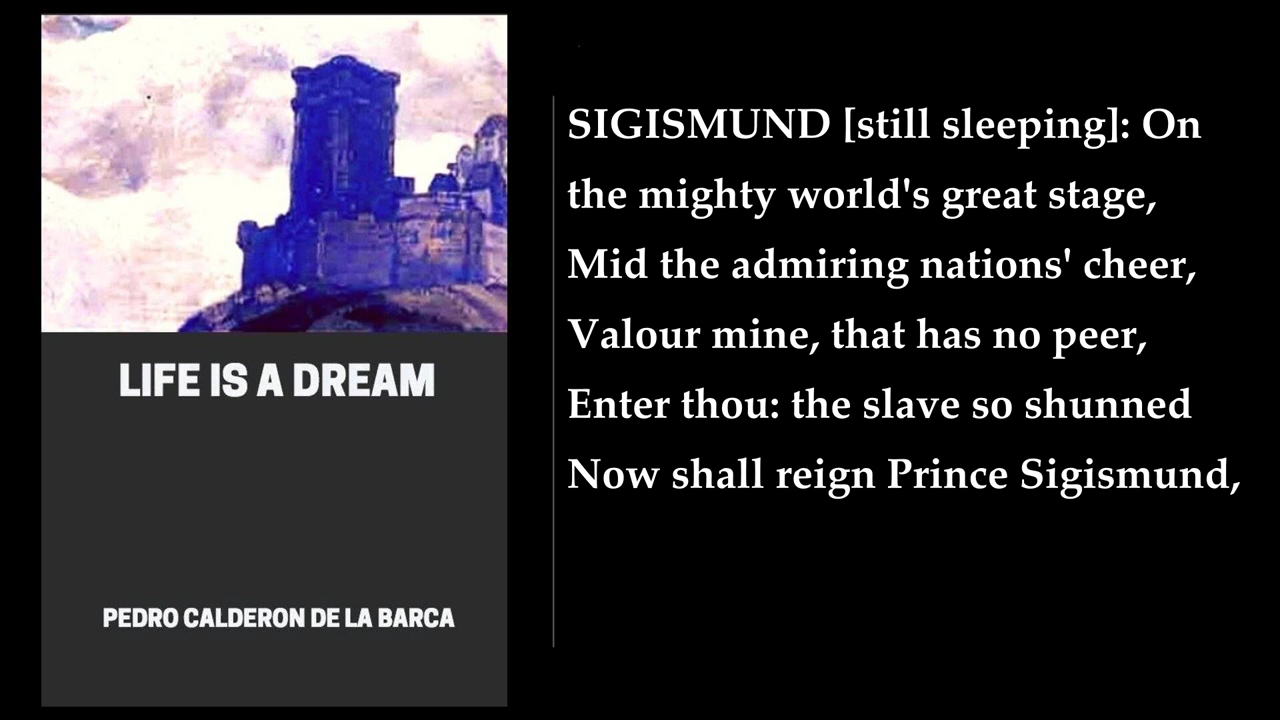 LIFE IS A DREAM
PEDRO CALDERON DE LA BARCA
SIGISMUND [still sleeping]: On
the mighty world's great stage,
Mid the admiring nations' cheer,
Valour mine, that has no peer,
Enter thou: the slave so shunned
Now shall reign Prince Sigismund,